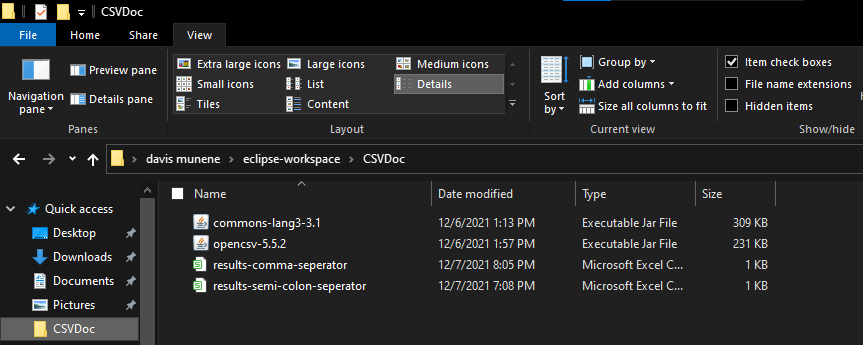 CSVDoc
File Home Share View
Extra large icons Large icons Medium icons
Small icons List Details
Tiles Content
Navigation pane
Preview pane
Details pane
Panes
Layout
Sort by
Group by
Add columns
Size all columns to fit
Current view
Item check boxes
File name extensions
Hidden items
Show/hide
davis munene eclipse-workspace CSVDoc
Quick access
Desktop
Downloads
Documents
Pictures
CSVDoc
Name Date modified Type Size
commons-lang3-3.1 12/6/2021 1:13 PM Executable Jar File 309 KB
opencsv-5.5.2 12/6/2021 1:57 PM Executable Jar File 231 KB
results-comma-seperator 12/7/2021 8:05 PM Microsoft Excel C... 1 KB
results-semi-colon-seperator 12/7/2021 7:08 PM Microsoft Excel C... 1 KB